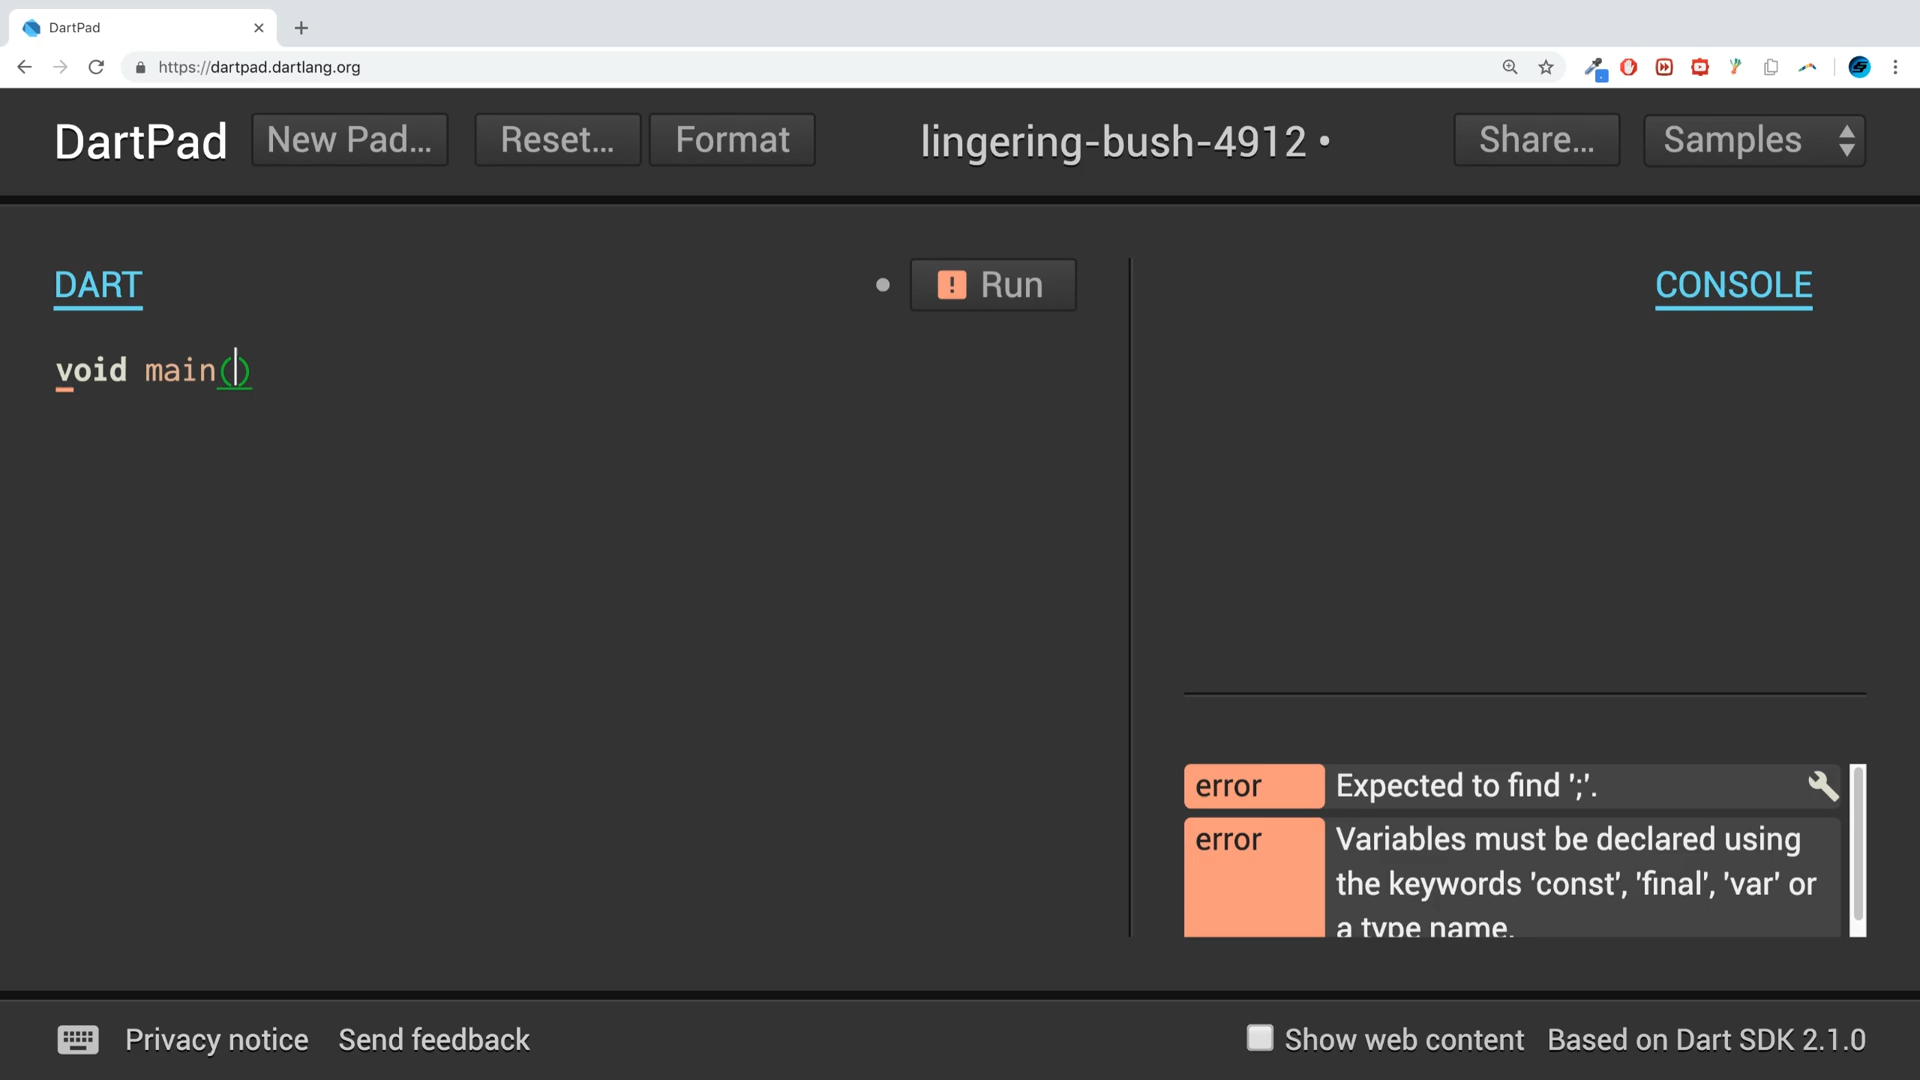 DartPad
https://dartpad.dartlang.org
DartPad
New Pad...
Reset...
Format
lingering-bush-4912 •
Share...
Samples
DART
! Run
CONSOLE
void main()
error
Expected to find ';'.
error
Variables must be declared using
the keywords 'const', 'final', 'var' or
a type name.
Privacy notice
Send feedback
Show web content
Based on Dart SDK 2.1.0